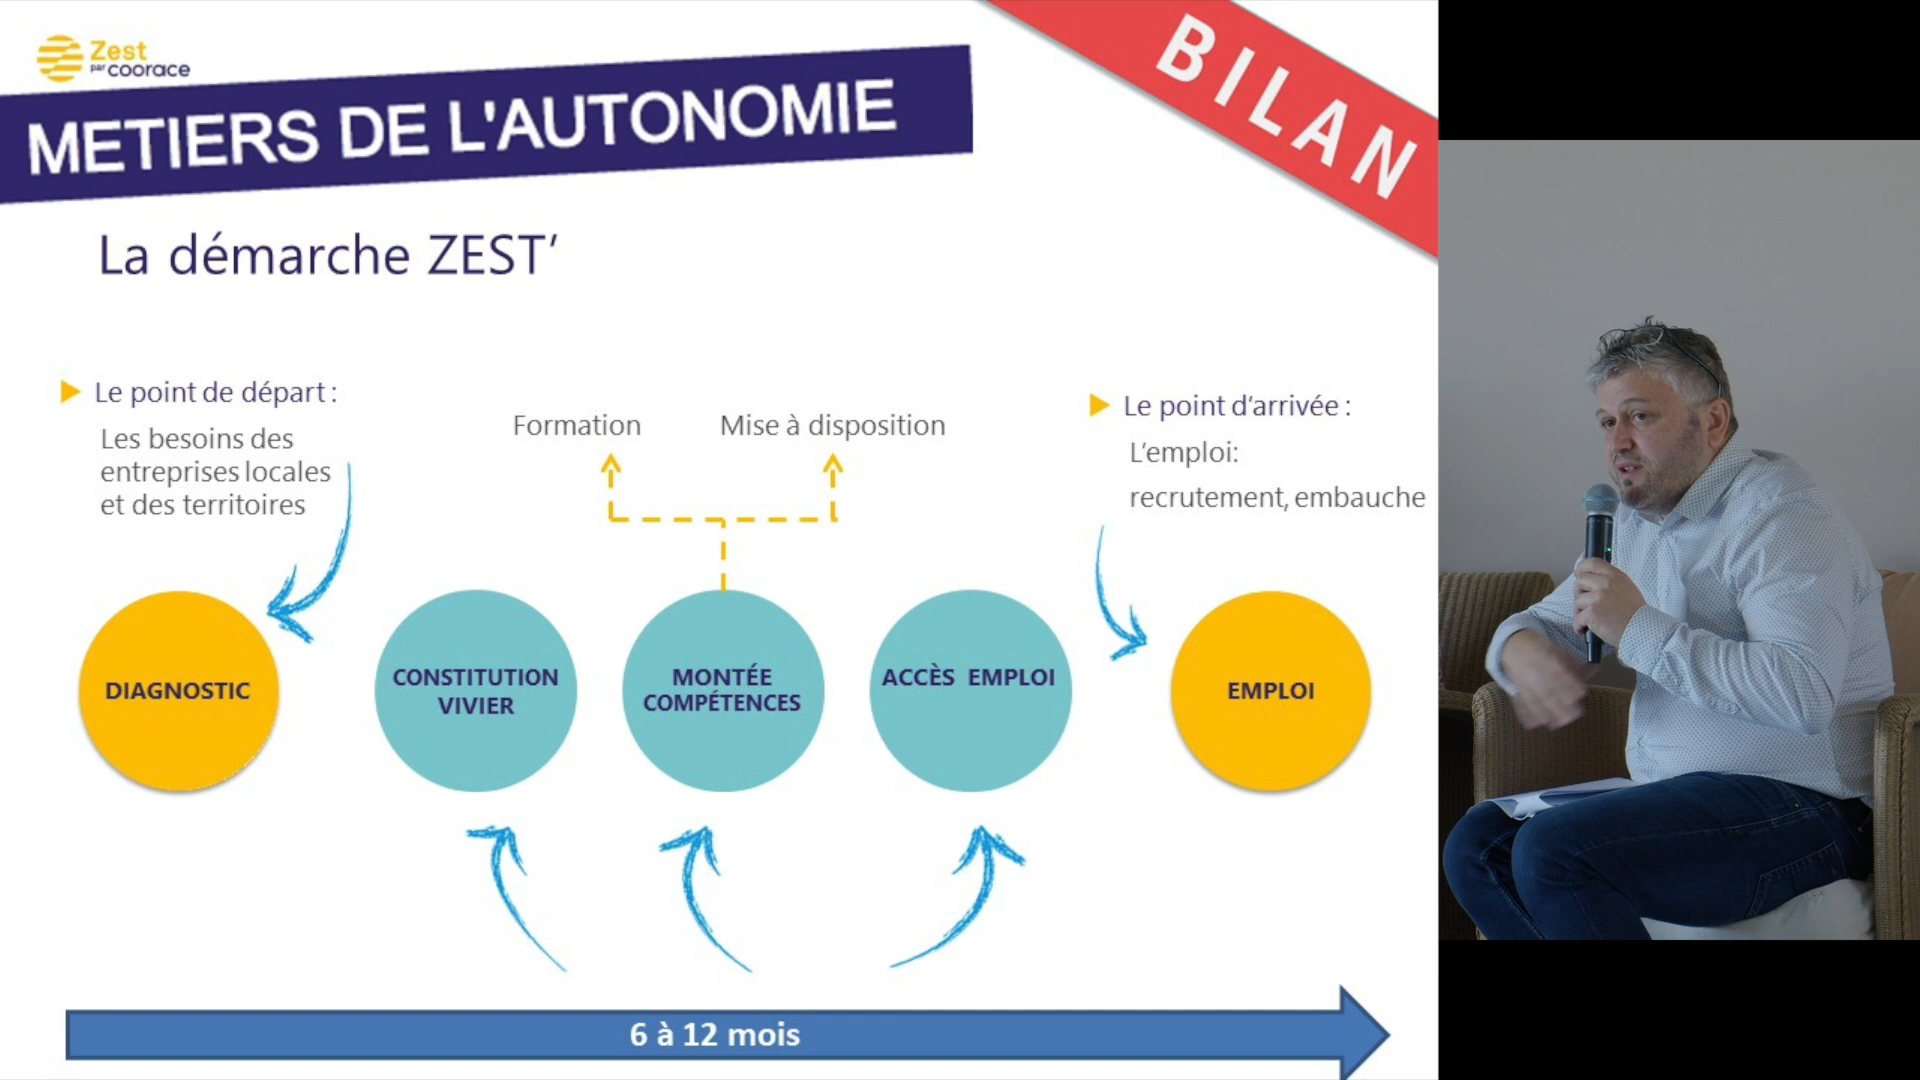 Zest
par coorace
METIERS DE L'AUTONOMIE
BILAN
La démarche ZEST’
Le point de départ :
Les besoins des
entreprises locales
et des territoires
Formation
Mise à disposition
Le point d’arrivée :
L’emploi:
recrutement, embauche
DIAGNOSTIC
CONSTITUTION
VIVIER
MONTÉE
COMPÉTENCES
ACCÈS EMPLOI
EMPLOI
6 à 12 mois